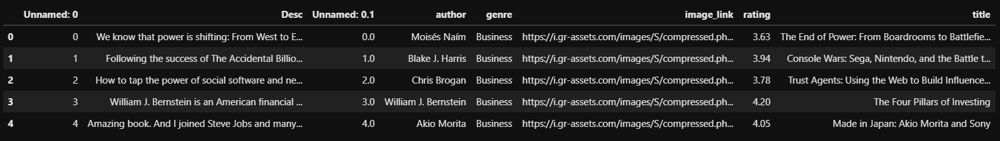 Unnamed: 0 Desc Unnamed: 0.1 author genre image_link rating title
0 0 We know that power is shifting: From West to E... 0.0 Moisés Naím Business https://i.gr-assets.com/images/S/compressed.ph... 3.63 The End of Power: From Boardrooms to Battlefie...
1 1 Following the success of The Accidental Billio... 1.0 Blake J. Harris Business https://i.gr-assets.com/images/S/compressed.ph... 3.94 Console Wars: Sega, Nintendo, and the Battle t...
2 2 How to tap the power of social software and ne... 2.0 Chris Brogan Business https://i.gr-assets.com/images/S/compressed.ph... 3.78 Trust Agents: Using the Web to Build Influence...
3 3 William J. Bernstein is an American financial ... 3.0 William J. Bernstein Business https://i.gr-assets.com/images/S/compressed.ph... 4.20 The Four Pillars of Investing
4 4 Amazing book. And I joined Steve Jobs and many... 4.0 Akio Morita Business https://i.gr-assets.com/images/S/compressed.ph... 4.05 Made in Japan: Akio Morita and Sony